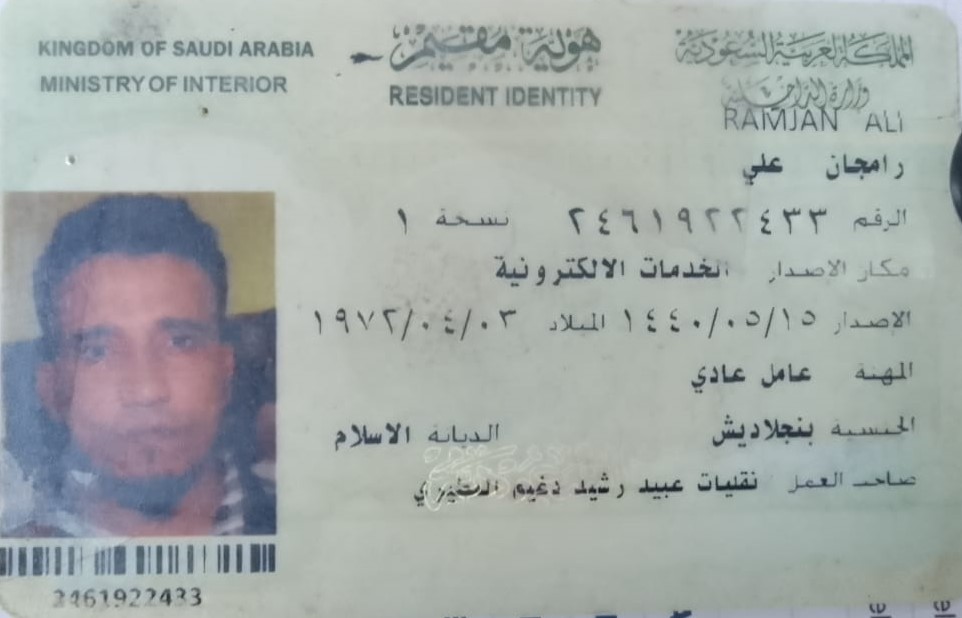 KINGDOM OF SAUDI ARABIA
MINISTRY OF INTERIOR
هوية مقيم
RESIDENT IDENTITY
المملكة العربية السعودية
وزارة الداخلية
RAMJAN ALI
رامجان علي
الرقم ٢٤٦١٩٢٢٤٣٣ نسخة ١
مكان الاصدار الخدمات الالكترونية
الاصدار ١٤٤٠/٠٥/١٥ الميلاد ١٩٧٢/٠٤/٠٣
المهنة عامل عادي
الجنسية بنجلاديش الديانة الاسلام
صاحب العمل نقليات عبيد رشيد دغيم
2461922433